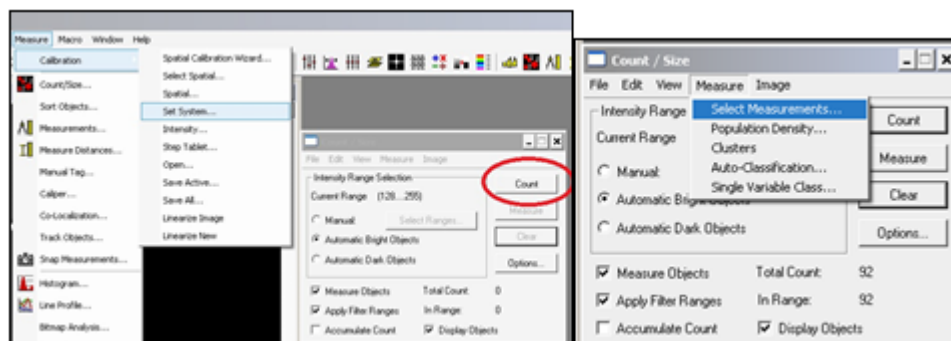 Measure Macro Window Help
Calibration
Count/Size...
Sort Objects...
Measurements...
Measure Distances...
Manual Tag...
Caliper...
Co-Localization...
Track Objects...
Snap Measurements...
Histogram...
Line Profile...
Bitmap Analysis...
Spatial Calibration Wizard...
Select Spatial...
Spatial...
Set System...
Intensity...
Step Tablet...
Open...
Save Active...
Save All...
Linearize Image
Linearize New
File Edit View Measure Image
Intensity Range Selection
Current Range (128...255)
Manual: Select Ranges...
Automatic Bright Objects
Automatic Dark Objects
Count
Measure
Clear
Options...
Measure Objects Total Count: 0
Apply Filter Ranges In Range: 0
Accumulate Count Display Objects
Count / Size
File Edit View Measure Image
Intensity Range
Current Range
Manual:
Automatic Bright Objects
Automatic Dark Objects
Select Measurements...
Population Density...
Clusters
Auto-Classification...
Single Variable Class...
Count
Measure
Clear
Options...
Measure Objects Total Count: 92
Apply Filter Ranges In Range: 92
Accumulate Count Display Objects